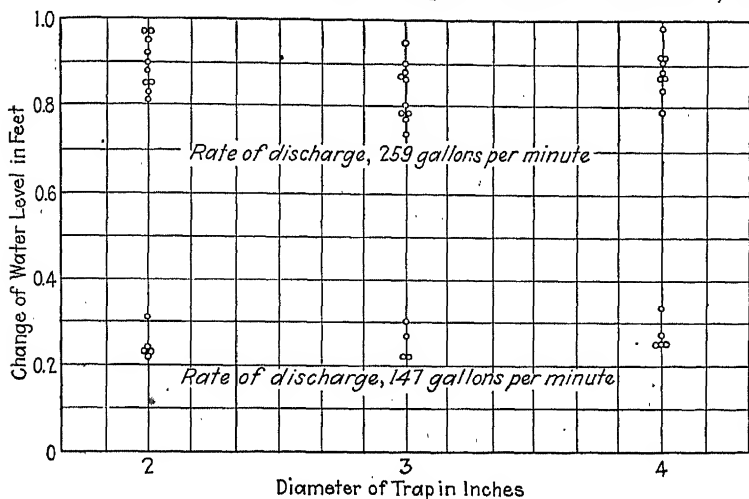 1.0
0.8
Rate of discharge, 259 gallons per minute
0.6
0.4
0.2
Rate of discharge, 147 gallons per minute
0
2 3 4
Change of Water Level in Feet
Diameter of Trap in Inches